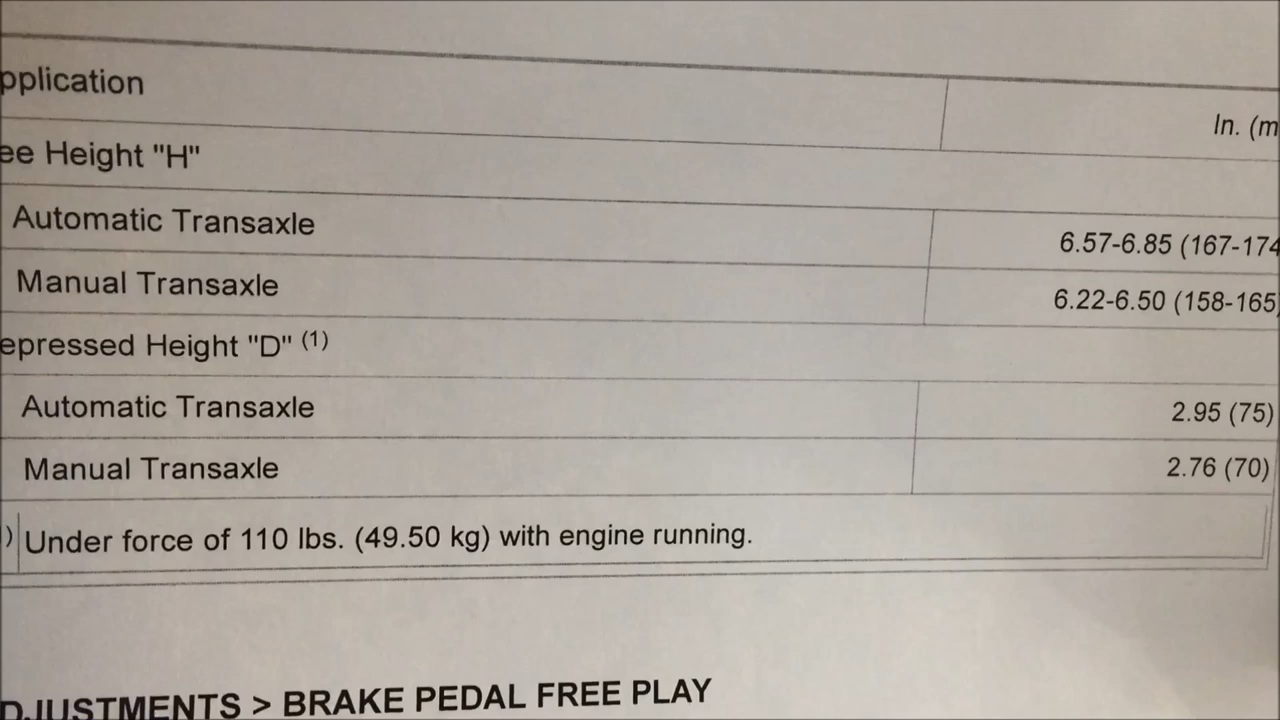 pplication
In. (m
ee Height "H"
Automatic Transaxle
6.57-6.85 (167-174
Manual Transaxle
6.22-6.50 (158-165)
epressed Height "D" (1)
Automatic Transaxle
2.95 (75)
Manual Transaxle
2.76 (70)
) Under force of 110 lbs. (49.50 kg) with engine running.
DJUSTMENTS > BRAKE PEDAL FREE PLAY